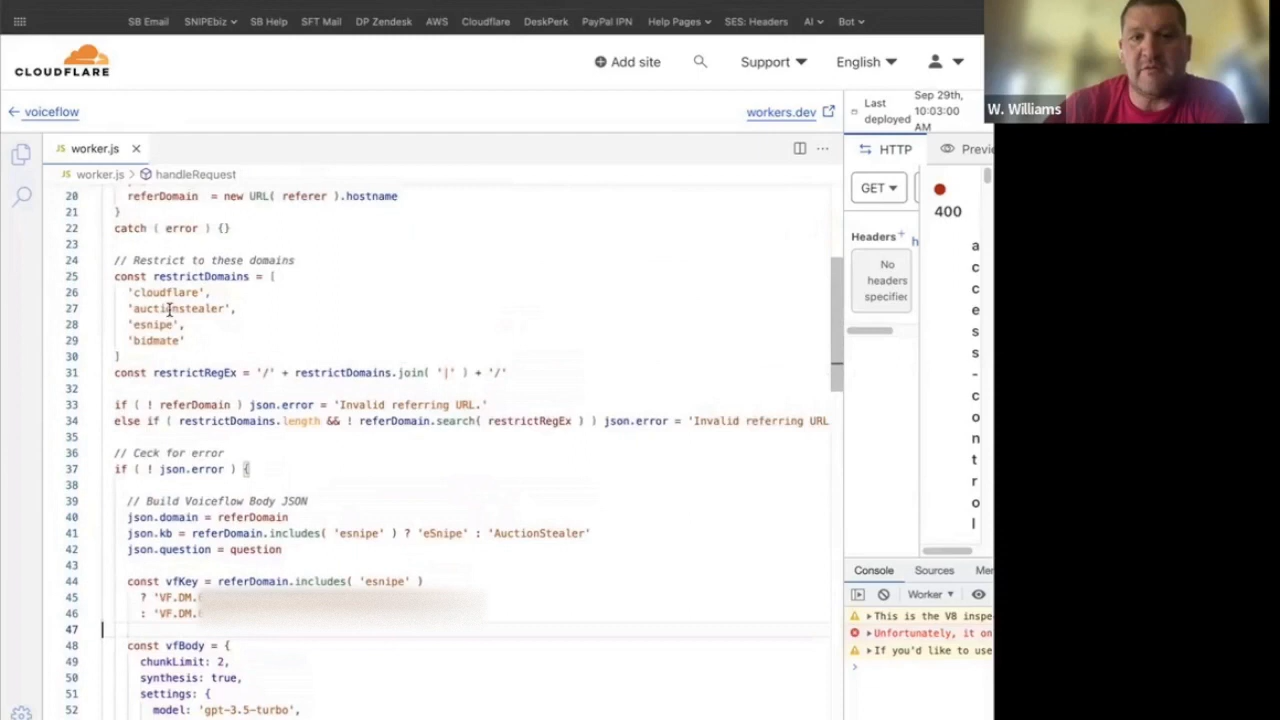 SB Email SNIPEbiz SB Help SFT Mail DP Zendesk AWS Cloudflare DeskPerk PayPal IPN Help Pages SES: Headers AI Bot
CLOUDFLARE
Add site Support English
W. Williams
← voiceflow
workers.dev
Last deployed
Sep 29th, 10:03:00 AM
JS worker.js ×
JS worker.js > handleRequest
20 referDomain = new URL( referer ).hostname
21 }
22 catch ( error ) {}
23
24 // Restrict to these domains
25 const restrictDomains = [
26 'cloudflare',
27 'auctionstealer',
28 'esnipe',
29 'bidmate'
30 ]
31 const restrictRegEx = '/' + restrictDomains.join( '|' ) + '/'
32
33 if ( ! referDomain ) json.error = 'Invalid referring URL.'
34 else if ( restrictDomains.length && ! referDomain.search( restrictRegEx ) ) json.error = 'Invalid referring URL
35
36 // Ceck for error
37 if ( ! json.error ) {
38
39 // Build Voiceflow Body JSON
40 json.domain = referDomain
41 json.kb = referDomain.includes( 'esnipe' ) ? 'eSnipe' : 'AuctionStealer'
42 json.question = question
43
44 const vfKey = referDomain.includes( 'esnipe' )
45 ? 'VF.DM.
46 : 'VF.DM.
47
48 const vfBody = {
49 chunkLimit: 2,
50 synthesis: true,
51 settings: {
52 model: 'gpt-3.5-turbo',
HTTP Previe
GET
400
Headers+
h
No headers specified
access-control
Console Sources Mem
Worker
This is the V8 inspe
Unfortunately, it on
If you'd like to use
>